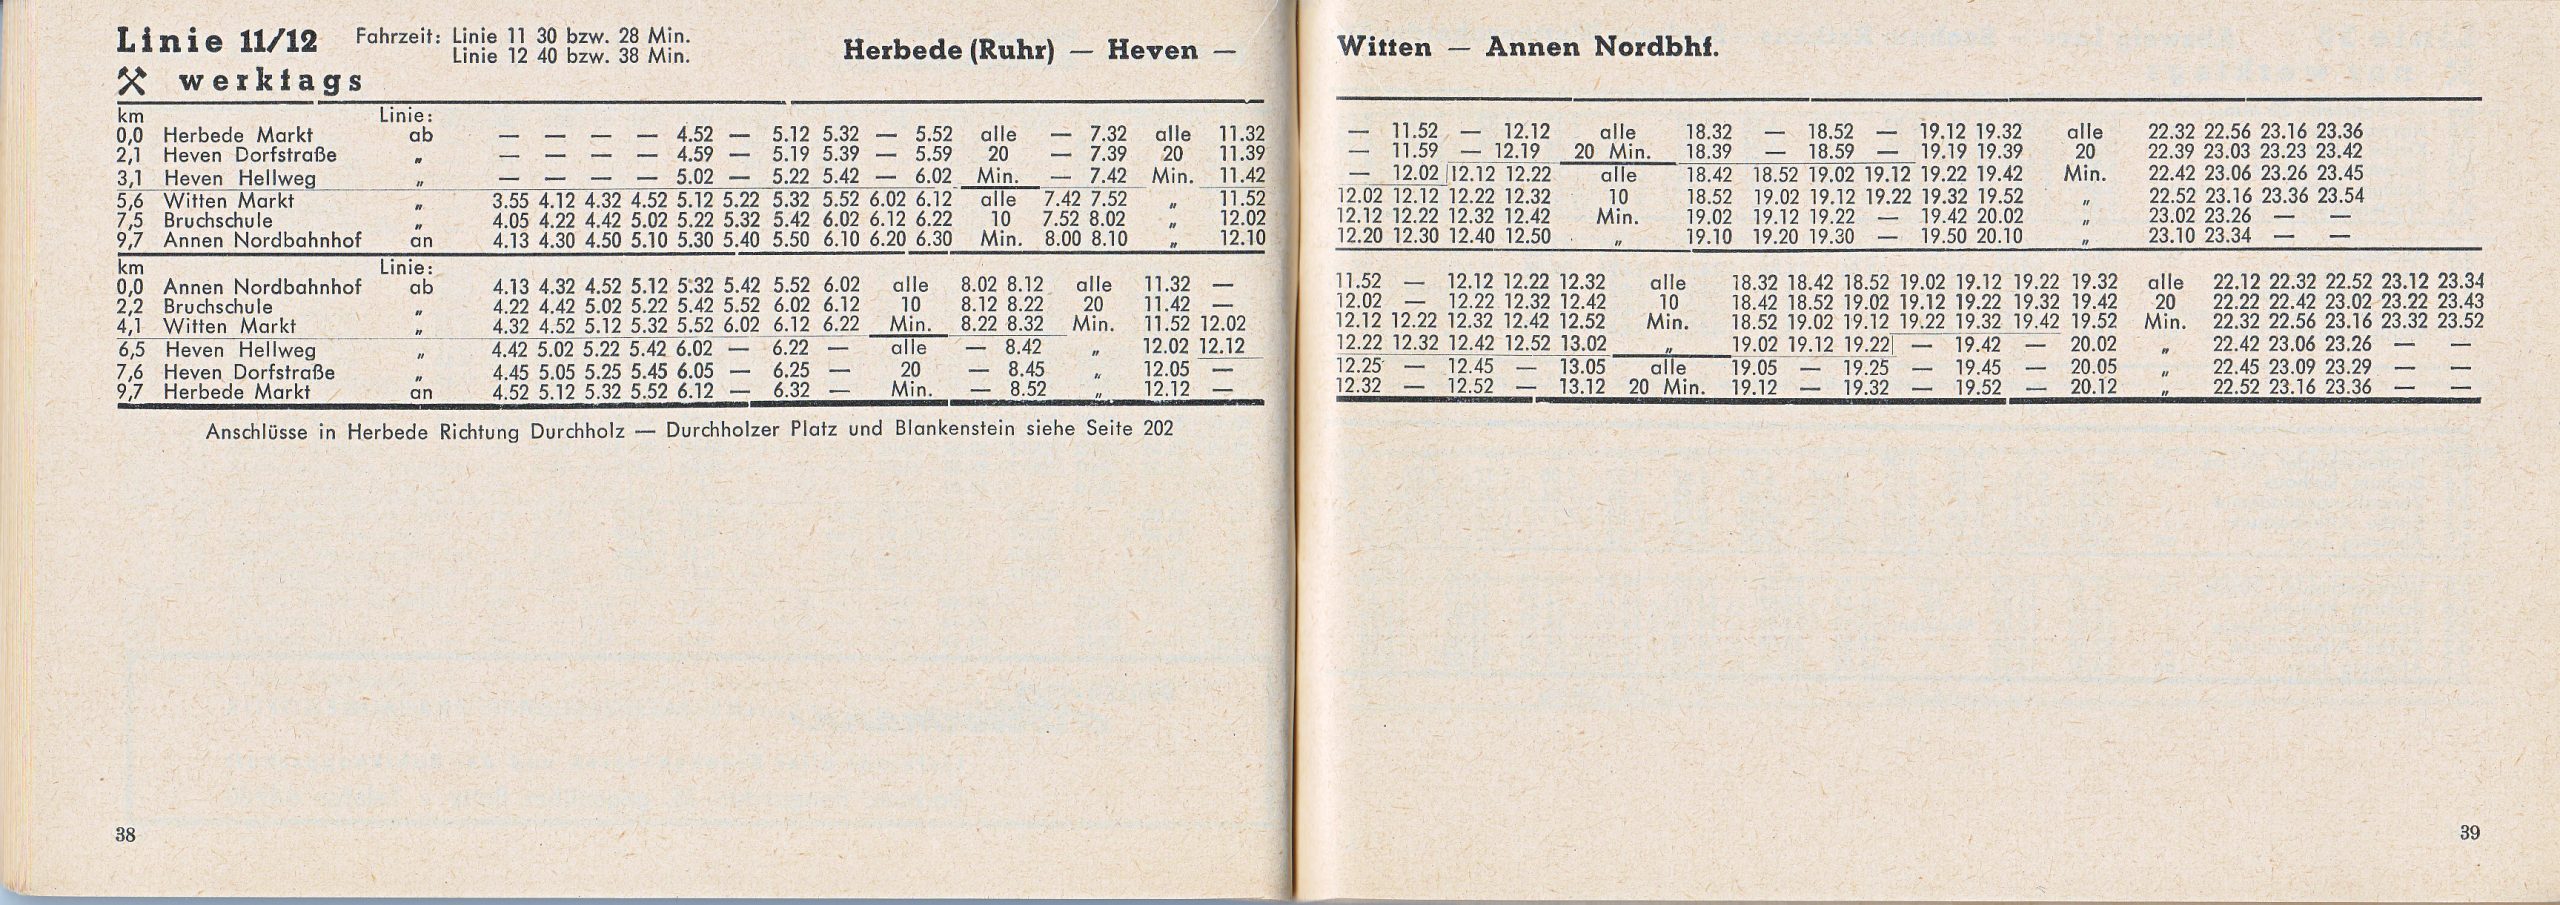 Linie 11/12 Fahrzeit: Linie 11 30 bzw. 28 Min.
Linie 12 40 bzw. 38 Min.
Herbede (Ruhr) — Heven —
⚒ werktags
km Linie:
0,0 Herbede Markt ab — — — — 4.52 — 5.12 5.32 — 5.52 alle — 7.32 alle 11.32
2,1 Heven Dorfstraße „ — — — — 4.59 — 5.19 5.39 — 5.59 20 — 7.39 20 11.39
3,1 Heven Hellweg „ — — — — 5.02 — 5.22 5.42 — 6.02 Min. — 7.42 Min. 11.42
5,6 Witten Markt „ 3.55 4.12 4.32 4.52 5.12 5.22 5.32 5.52 6.02 6.12 alle 7.42 7.52 „ 11.52
7,5 Bruchschule „ 4.05 4.22 4.42 5.02 5.22 5.32 5.42 6.02 6.12 6.22 10 7.52 8.02 „ 12.02
9,7 Annen Nordbahnhof an 4.13 4.30 4.50 5.10 5.30 5.40 5.50 6.10 6.20 6.30 Min. 8.00 8.10 „ 12.10
km Linie:
0,0 Annen Nordbahnhof ab 4.13 4.32 4.52 5.12 5.32 5.42 5.52 6.02 alle 8.02 8.12 alle 11.32 —
2,2 Bruchschule „ 4.22 4.42 5.02 5.22 5.42 5.52 6.02 6.12 10 8.12 8.22 20 11.42 —
4,1 Witten Markt „ 4.32 4.52 5.12 5.32 5.52 6.02 6.12 6.22 Min. 8.22 8.32 Min. 11.52 12.02
6,5 Heven Hellweg „ 4.42 5.02 5.22 5.42 6.02 — 6.22 — alle — 8.42 „ 12.02 12.12
7,6 Heven Dorfstraße „ 4.45 5.05 5.25 5.45 6.05 — 6.25 — 20 — 8.45 „ 12.05 —
9,7 Herbede Markt an 4.52 5.12 5.32 5.52 6.12 — 6.32 — Min. — 8.52 „ 12.12 —
Anschlüsse in Herbede Richtung Durchholz — Durchholzer Platz und Blankenstein siehe Seite 202
38
Witten — Annen Nordbhf.
— 11.52 — 12.12 alle 18.32 — 18.52 — 19.12 19.32 alle 22.32 22.56 23.16 23.36
— 11.59 — 12.19 20 Min. 18.39 — 18.59 — 19.19 19.39 20 22.39 23.03 23.23 23.42
— 12.02 12.12 12.22 alle 18.42 18.52 19.02 19.12 19.22 19.42 Min. 22.42 23.06 23.26 23.45
12.02 12.12 12.22 12.32 10 18.52 19.02 19.12 19.22 19.32 19.52 „ 22.52 23.16 23.36 23.54
12.12 12.22 12.32 12.42 Min. 19.02 19.12 19.22 — 19.42 20.02 „ 23.02 23.26 — —
12.20 12.30 12.40 12.50 „ 19.10 19.20 19.30 — 19.50 20.10 „ 23.10 23.34 — —
11.52 — 12.12 12.22 12.32 alle 18.32 18.42 18.52 19.02 19.12 19.22 19.32 alle 22.12 22.32 22.52 23.12 23.34
12.02 — 12.22 12.32 12.42 10 18.42 18.52 19.02 19.12 19.22 19.32 19.42 20 22.22 22.42 23.02 23.22 23.43
12.12 12.22 12.32 12.42 12.52 Min. 18.52 19.02 19.12 19.22 19.32 19.42 19.52 Min. 22.32 22.56 23.16 23.32 23.52
12.22 12.32 12.42 12.52 13.02 „ 19.02 19.12 19.22 — 19.42 — 20.02 „ 22.42 23.06 23.26 — —
12.25 — 12.45 — 13.05 alle 19.05 — 19.25 — 19.45 — 20.05 „ 22.45 23.09 23.29 — —
12.32 — 12.52 — 13.12 20 Min. 19.12 — 19.32 — 19.52 — 20.12 „ 22.52 23.16 23.36 — —
39